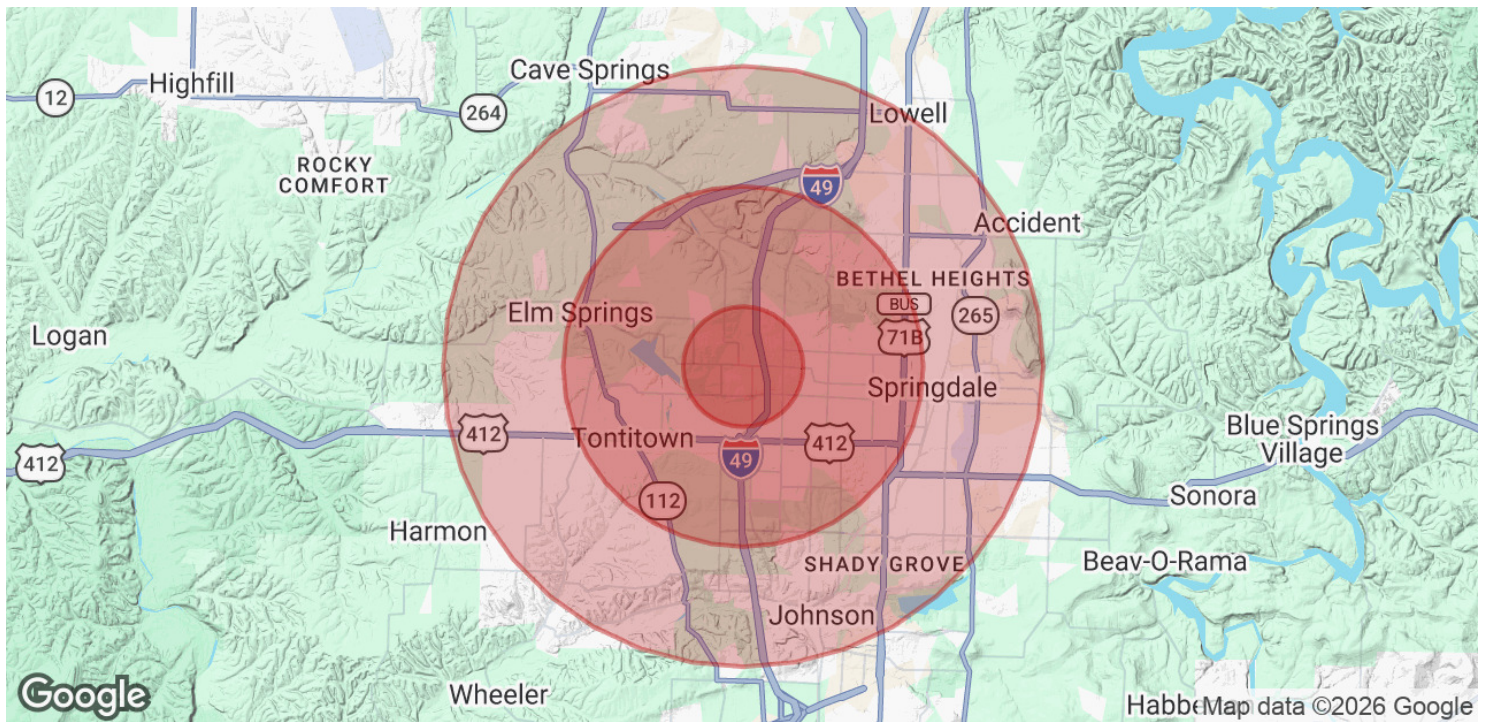 Cave Springs
12
Highfill
264
Lowell
ROCKY
COMFORT
49
Accident
BETHEL HEIGHTS
BUS
71B
265
Elm Springs
Logan
Springdale
412
Tontitown
412
412
49
Blue Springs
Village
112
Sonora
Harmon
SHADY GROVE
Beav-O-Rama
Johnson
Wheeler
Google
Map data ©2026 Google